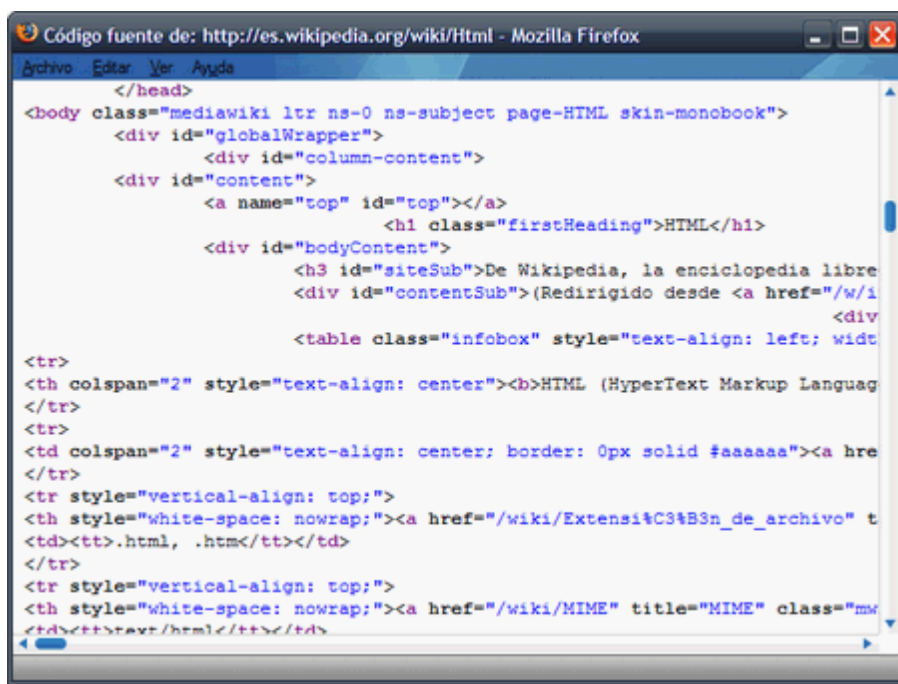 Código fuente de: http://es.wikipedia.org/wiki/Html - Mozilla Firefox
Archivo Editar Ver Ayuda
</head>
<body class="mediawiki ltr ns-0 ns-subject page-HTML skin-monobook">
<div id="globalWrapper">
<div id="column-content">
<div id="content">
<a name="top" id="top"></a>
<h1 class="firstHeading">HTML</h1>
<div id="bodyContent">
<h3 id="siteSub">De Wikipedia, la enciclopedia libre
<div id="contentSub">(Redirigido desde <a href="/w/i
<div
<table class="infobox" style="text-align: left; widt
<tr>
<th colspan="2" style="text-align: center"><b>HTML (HyperText Markup Languag
</tr>
<tr>
<td colspan="2" style="text-align: center; border: 0px solid #aaaaaa"><a hre
</tr>
<tr style="vertical-align: top;">
<th style="white-space: nowrap;"><a href="/wiki/Extensi%C3%B3n_de_archivo" t
<td><tt>.html, .htm</tt></td>
</tr>
<tr style="vertical-align: top;">
<th style="white-space: nowrap;"><a href="/wiki/MIME" title="MIME" class="mw
<td><tt>text/html</tt></td>